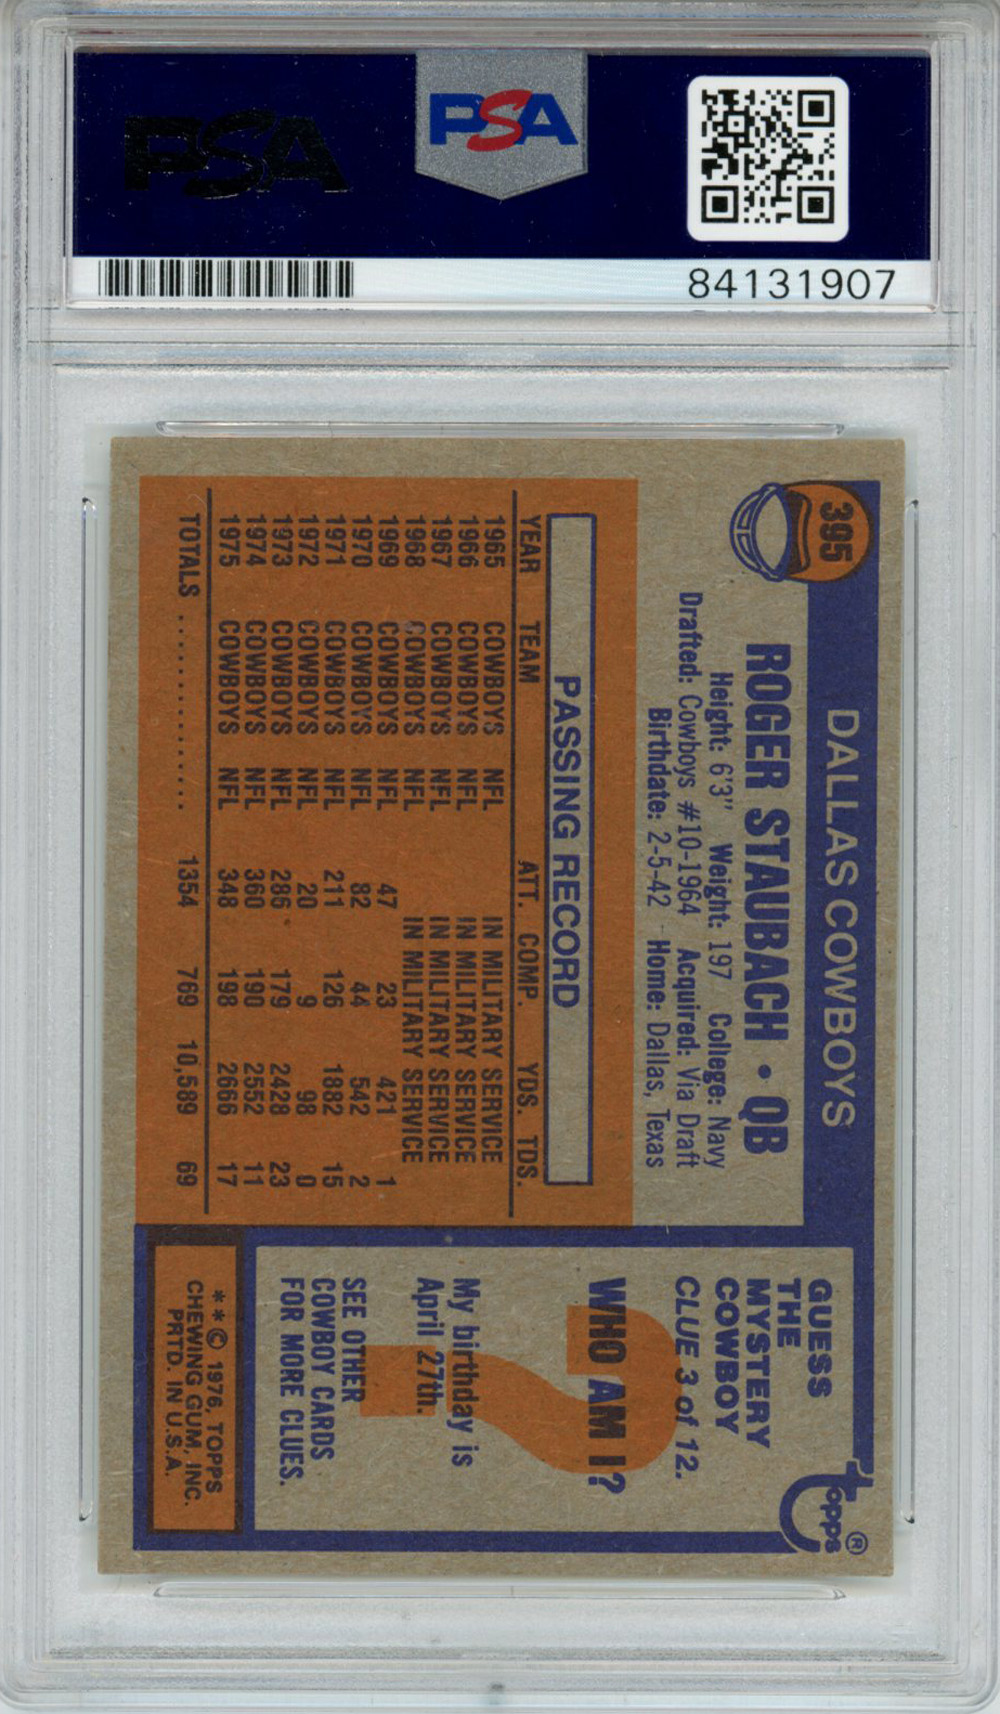 PSA
PSA
84131907
395
DALLAS COWBOYS
ROGER STAUBACH • QB
Height: 6'3" Weight: 197 College: Navy
Drafted: Cowboys #10-1964 Acquired: Via Draft
Birthdate: 2-5-42 Home: Dallas, Texas
PASSING RECORD
YEAR TEAM ATT. COMP. YDS. TDS.
1965 COWBOYS NFL IN MILITARY SERVICE
1966 COWBOYS NFL IN MILITARY SERVICE
1967 COWBOYS NFL IN MILITARY SERVICE
1968 COWBOYS NFL IN MILITARY SERVICE
1969 COWBOYS NFL 47 23 421 1
1970 COWBOYS NFL 82 44 542 2
1971 COWBOYS NFL 211 126 1882 15
1972 COWBOYS NFL 20 9 98 0
1973 COWBOYS NFL 286 179 2428 23
1974 COWBOYS NFL 360 190 2552 11
1975 COWBOYS NFL 348 198 2666 17
TOTALS .............. 1354 769 10,589 69
Topps®
GUESS
THE
MYSTERY
COWBOY
CLUE 3 of 12.
WHO AM I?
?
My birthday is
April 27th.
SEE OTHER
COWBOY CARDS
FOR MORE CLUES.
**© 1976, TOPPS
CHEWING GUM, INC.
PRTD. IN U.S.A.